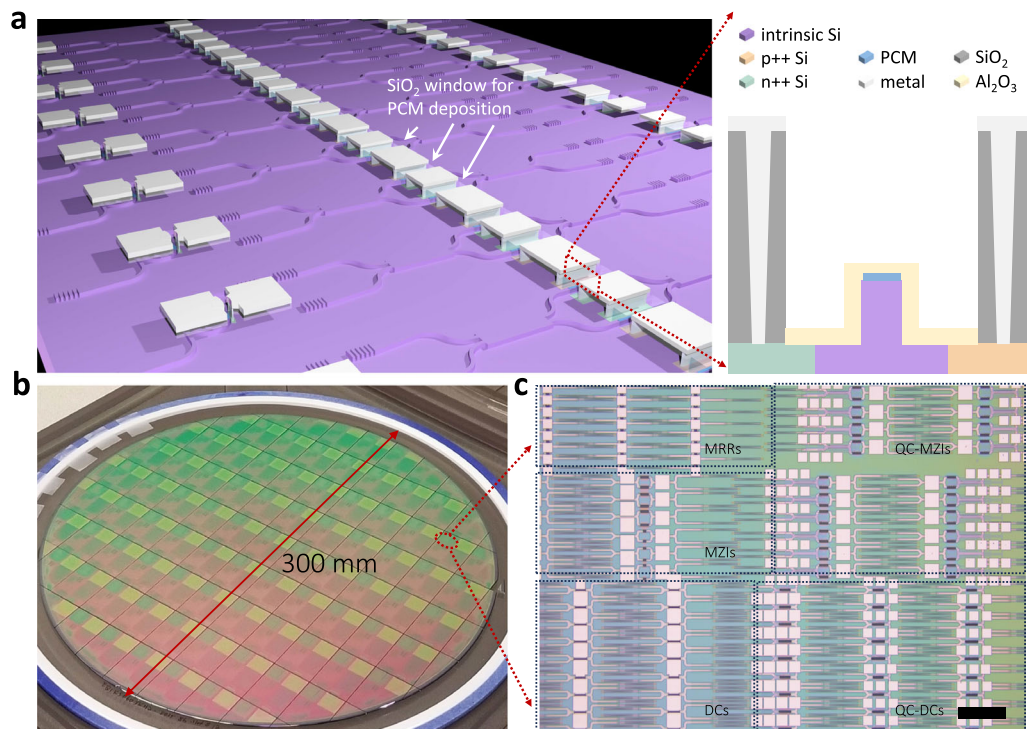 a
SiO₂ window for
PCM deposition
intrinsic Si
p++ Si
PCM
SiO₂
n++ Si
metal
Al₂O₃
b
300 mm
c
MRRs
QC-MZIs
MZIs
DCs
QC-DCs